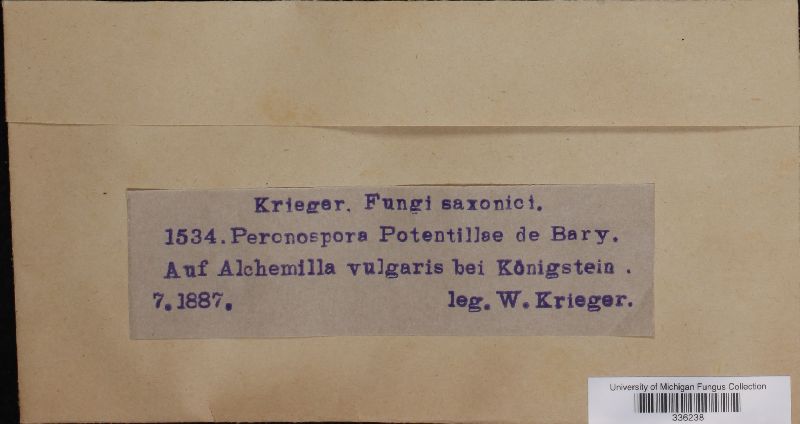 Krieger. Fungi saxonici.
1534. Peronospora Potentillae de Bary.
Auf Alchemilla vulgaris bei Königstein .
7. 1887. leg. W. Krieger.
University of Michigan Fungus Collection
336238